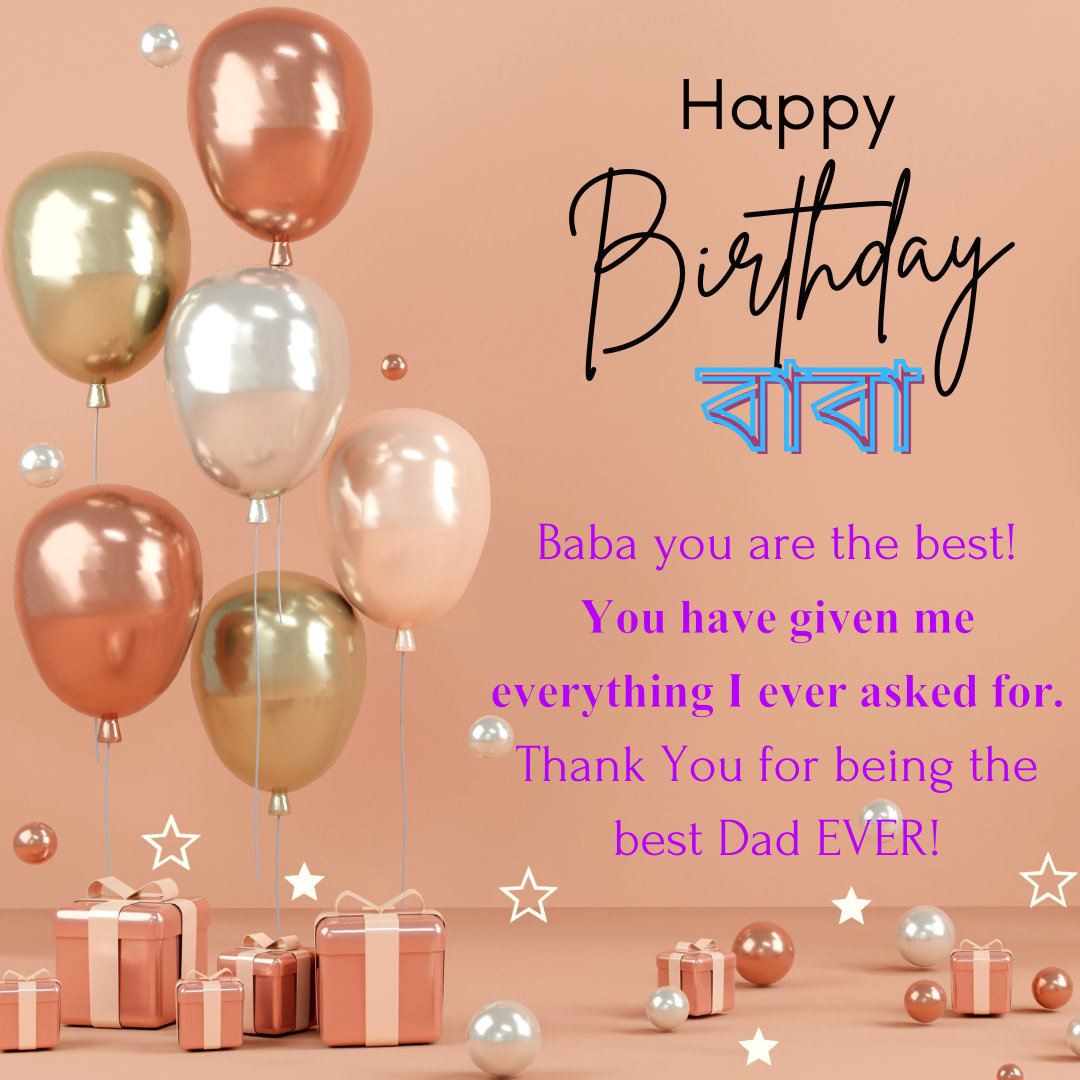 Happy
Birthday
বাবা
Baba you are the best!
You have given me
everything I ever asked for.
Thank You for being the
best Dad EVER!